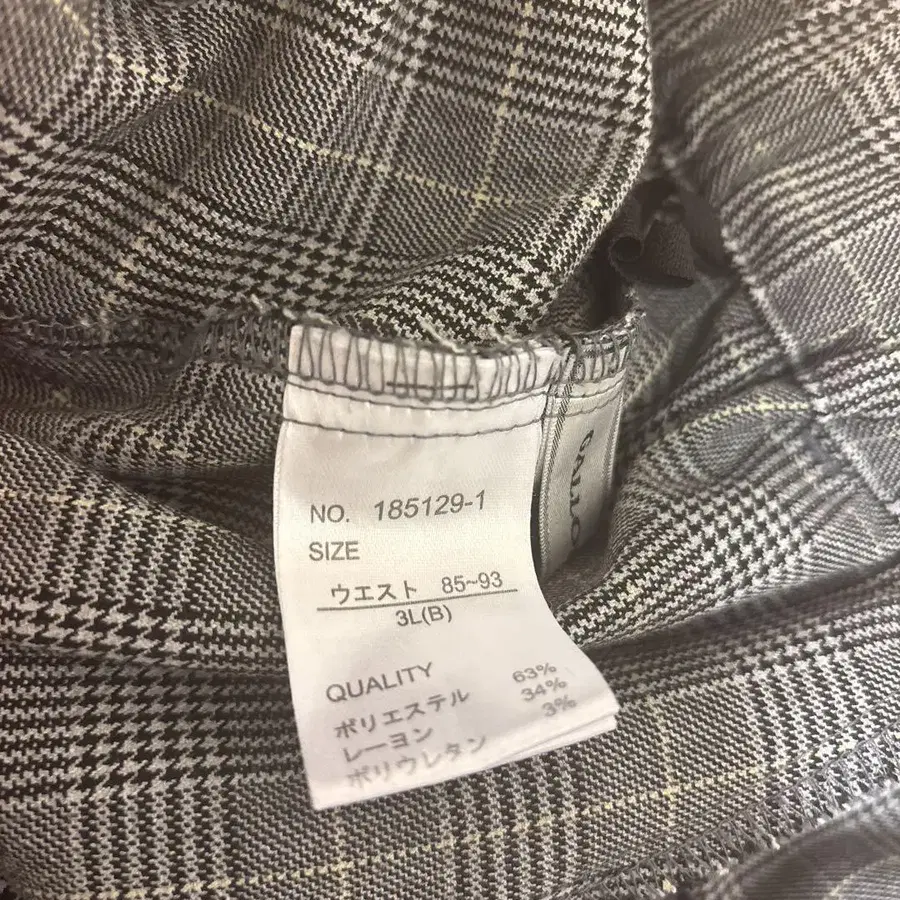 NO. 185129-1
SIZE
ウエスト 85~93
3L(B)
QUALITY
ポリエステル 63%
レーヨン 34%
ポリウレタン 3%